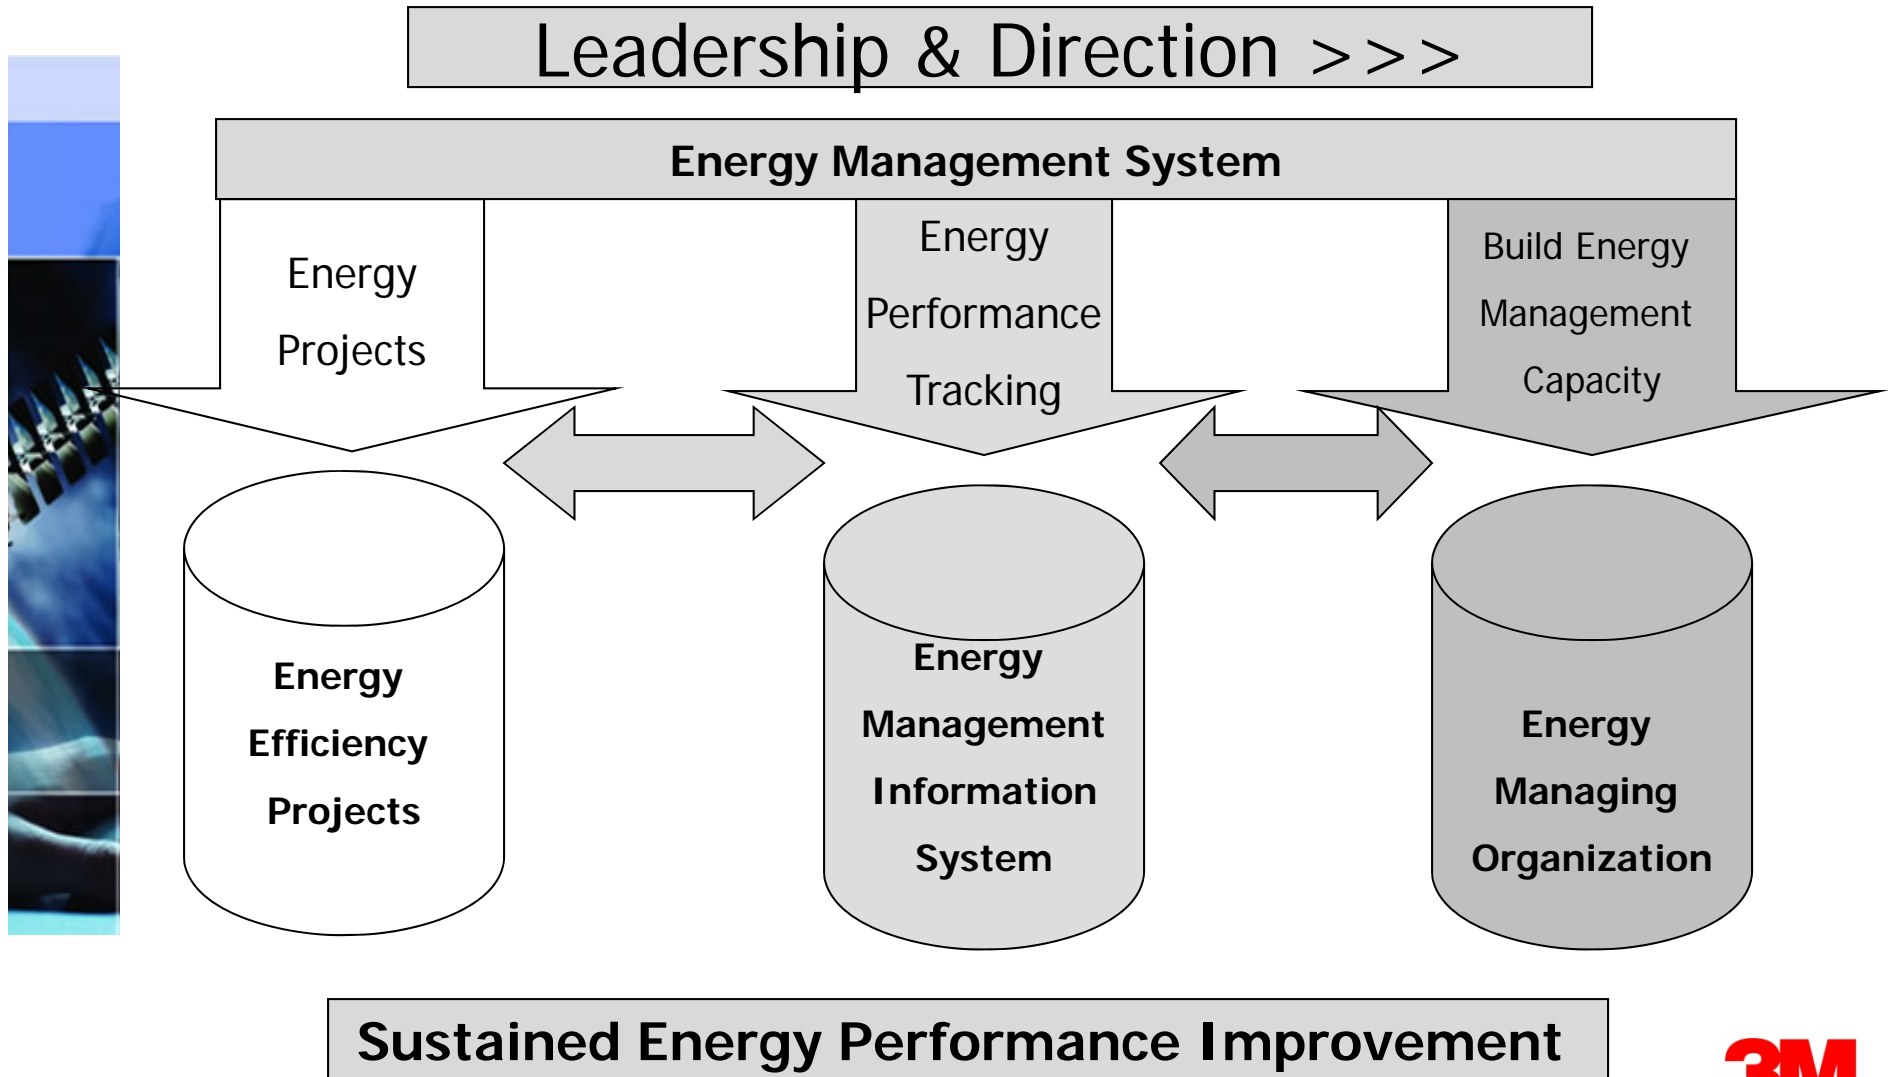 Leadership & Direction >>>
Energy Management System
Energy
Projects
Energy
Performance
Tracking
Build Energy
Management
Capacity
Energy
Efficiency
Projects
Energy
Management
Information
System
Energy
Managing
Organization
Sustained Energy Performance Improvement
3M